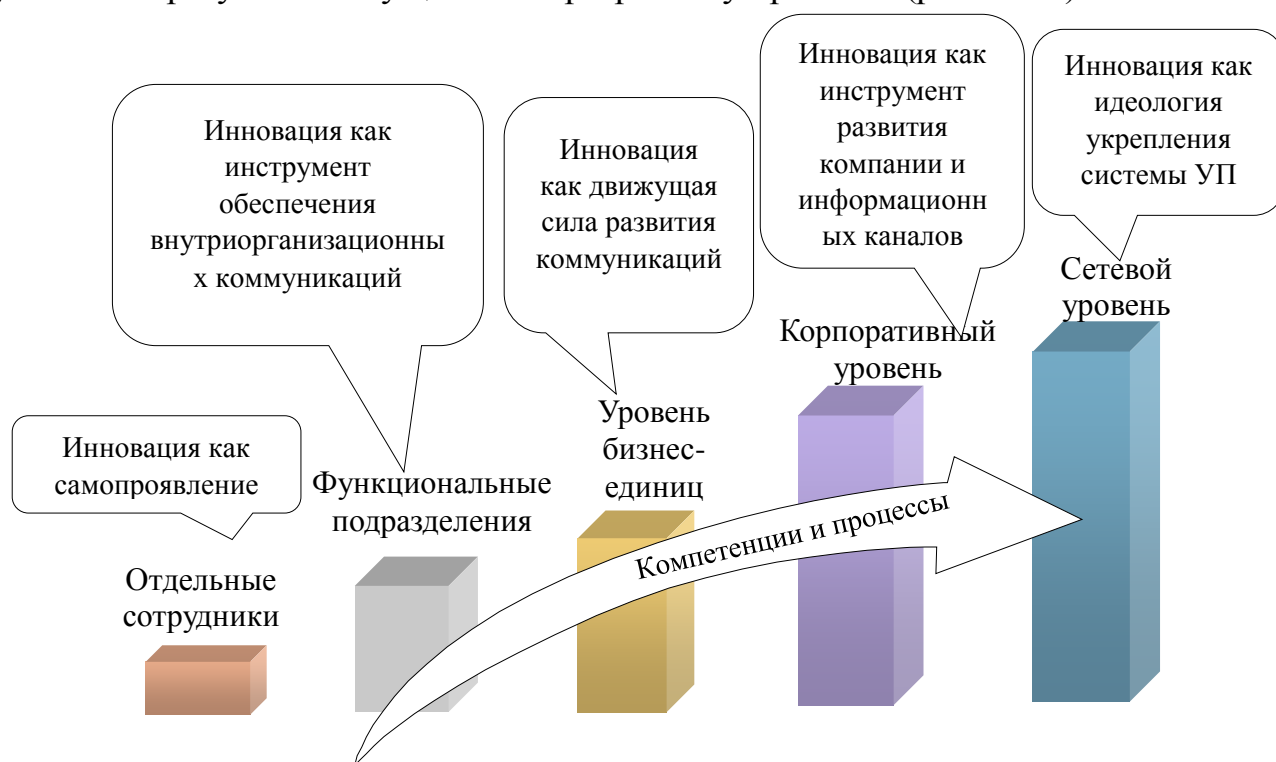 Инновация как
инструмент
обеспечения
внутриорганизационны
х коммуникаций
Инновация
как движущая
сила развития
коммуникаций
Инновация как
инструмент
развития
компании и
информационн
ых каналов
Инновация как
идеология
укрепления
системы УП
Инновация как
самопроявление
Отдельные
сотрудники
Функциональные
подразделения
Уровень
бизнес-
единиц
Корпоративный
уровень
Сетевой
уровень
Компетенции и процессы